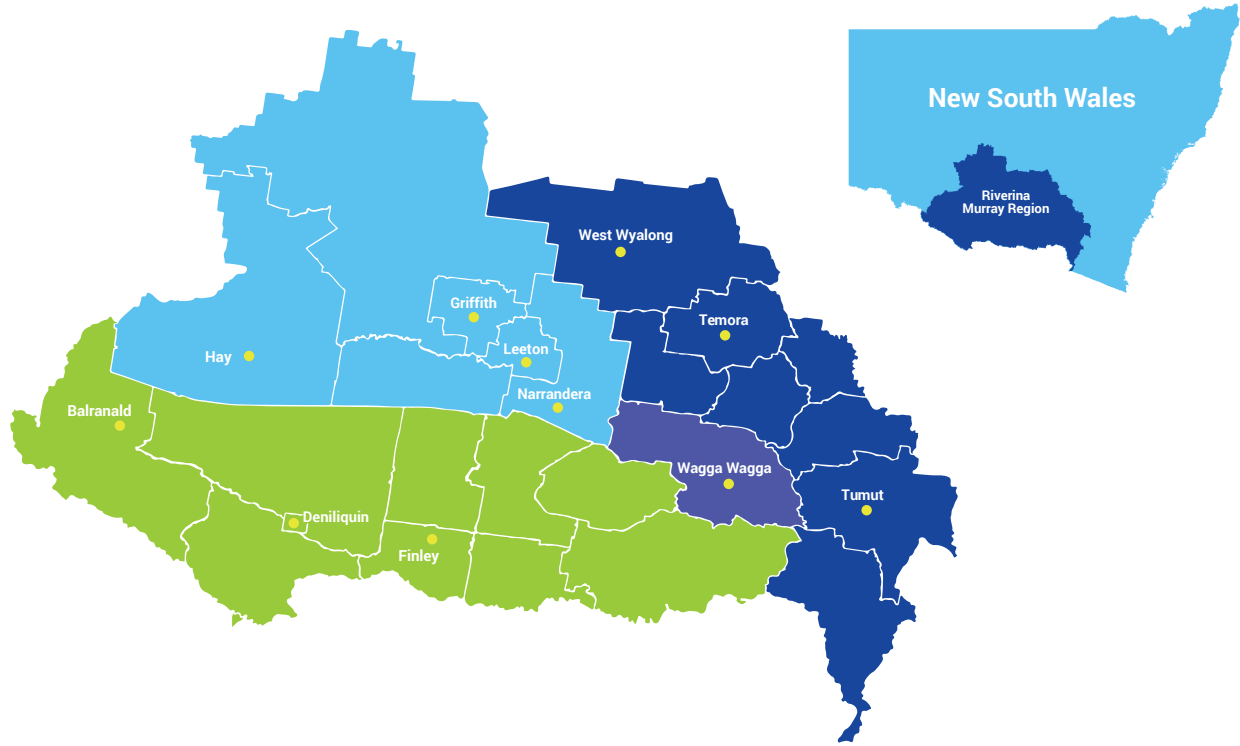 New South Wales
Riverina
Murray Region
West Wyalong
Griffith
Temora
Leeton
Hay
Narrandera
Balranald
Wagga Wagga
Tumut
Deniliquin
Finley